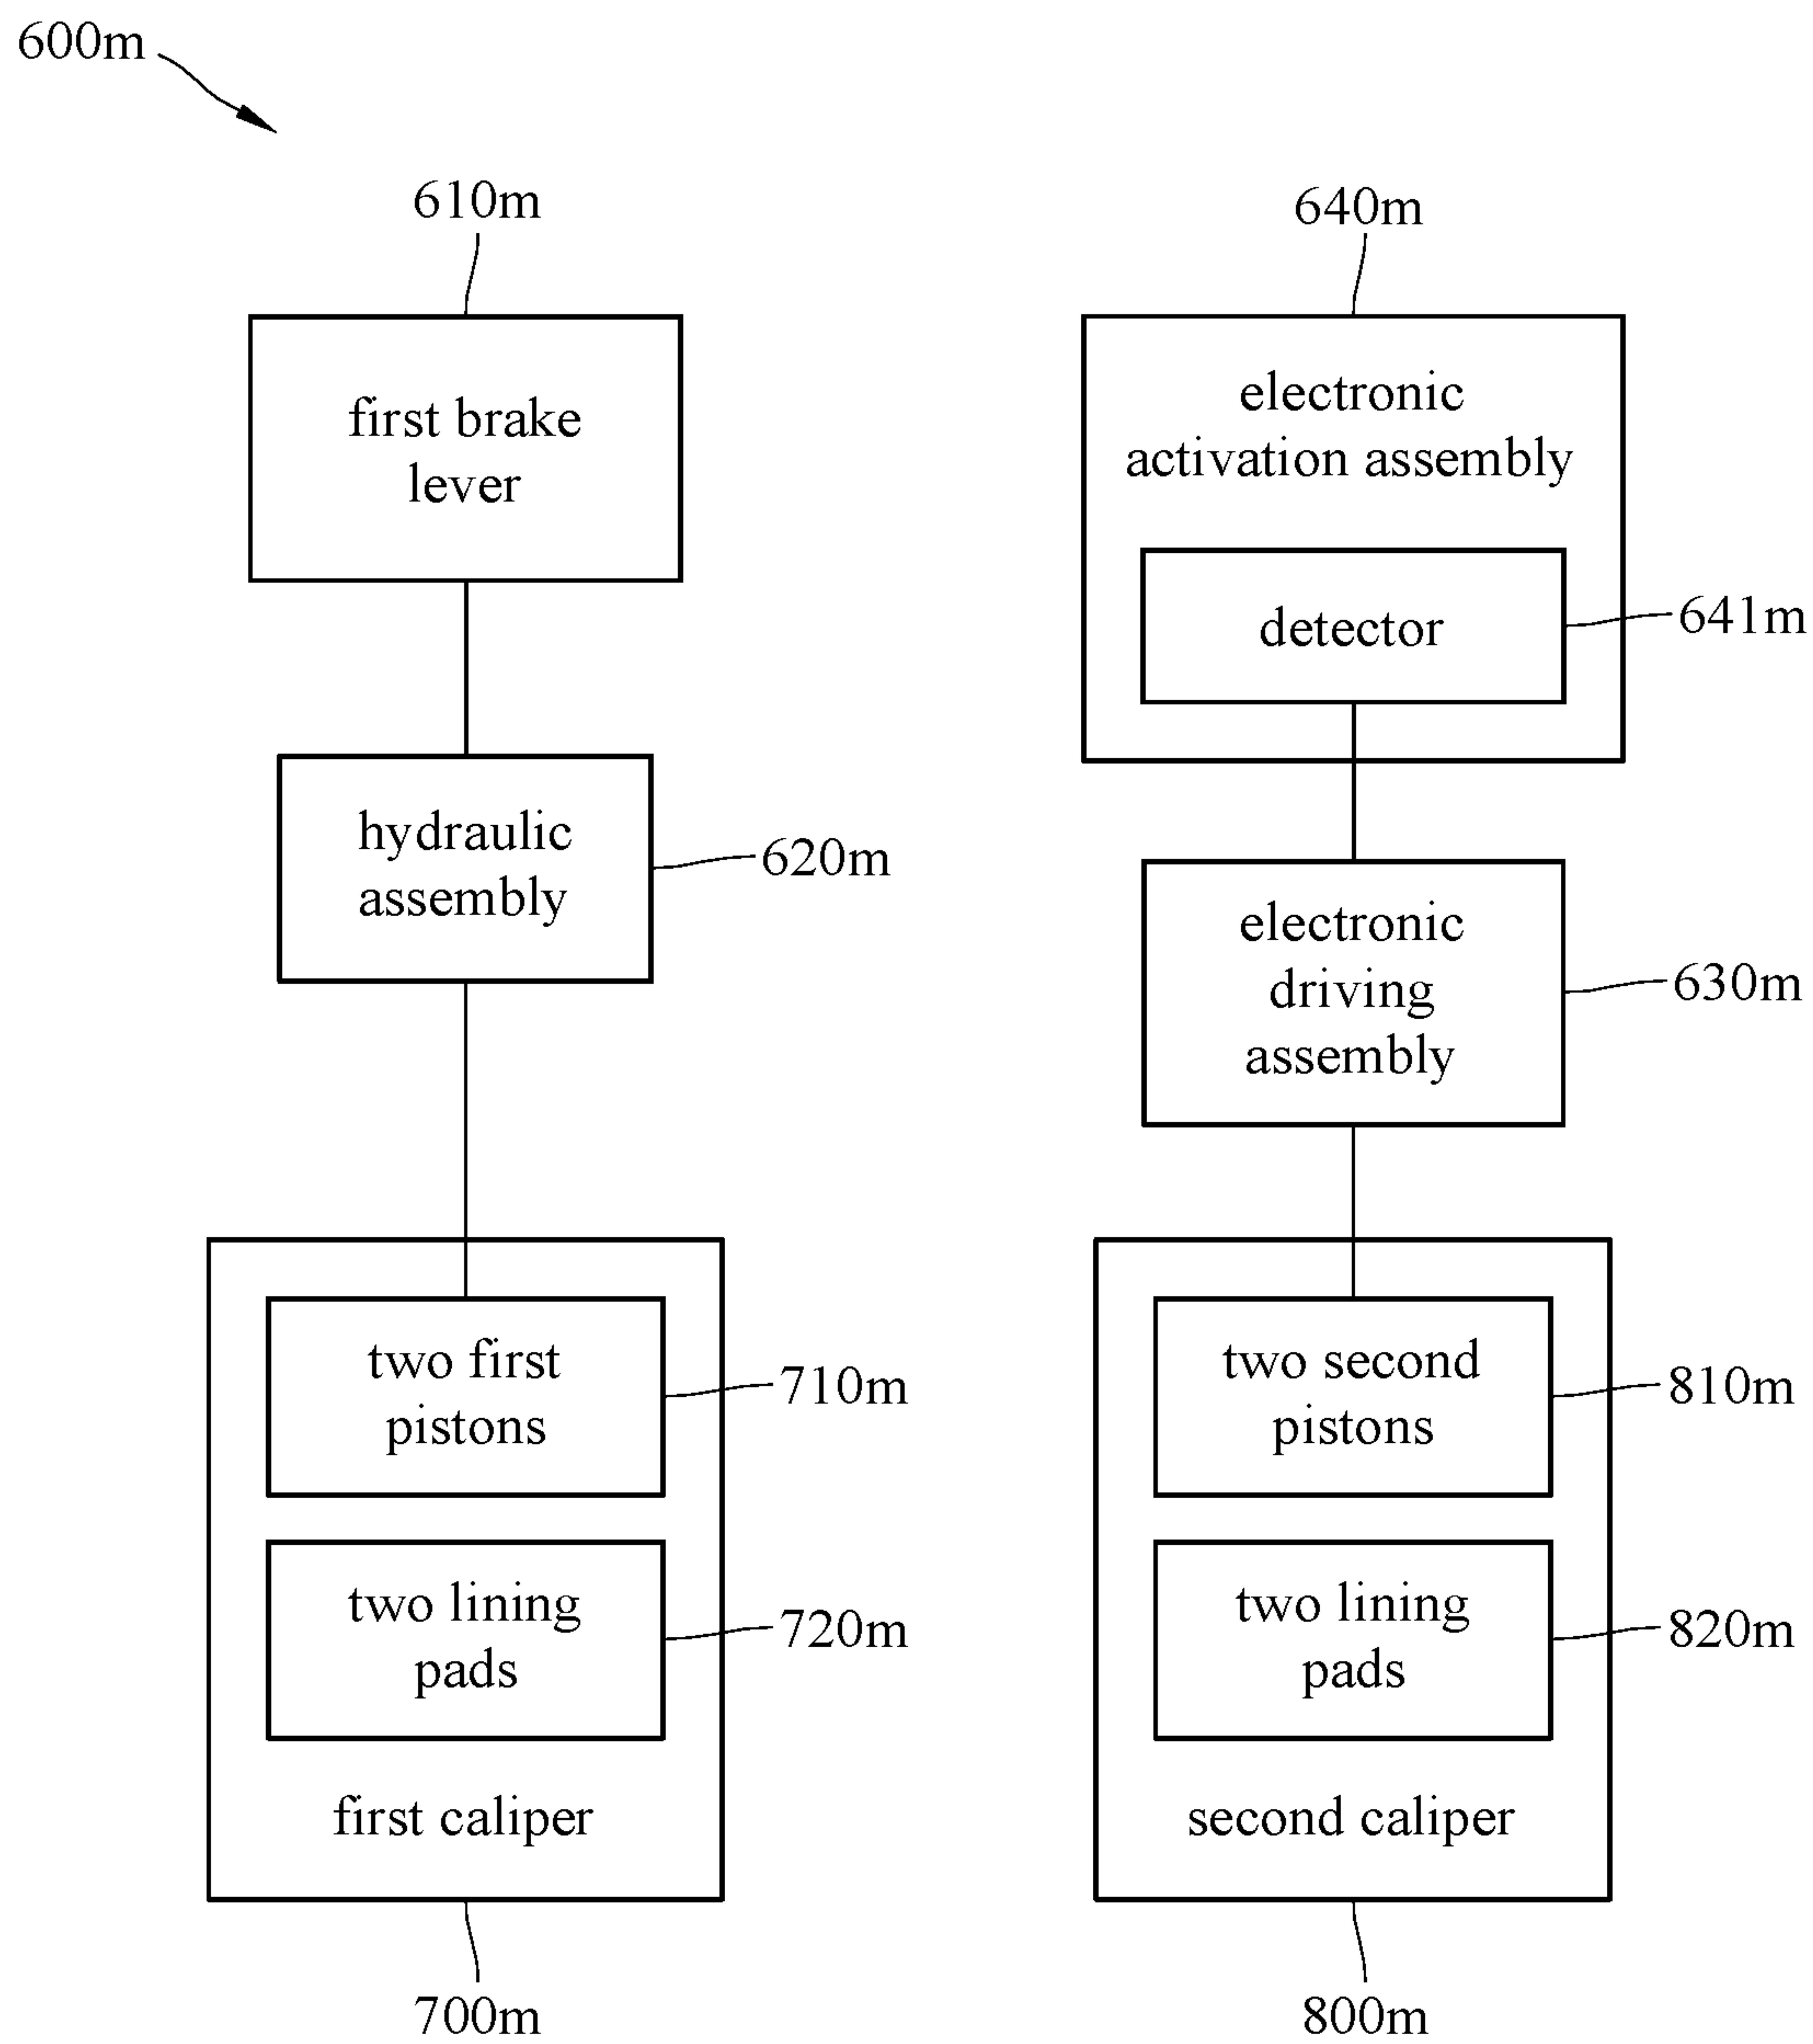 600m
610m
first brake
lever
hydraulic
assembly
620m
two first
pistons
710m
two lining
pads
720m
first caliper
700m
640m
electronic
activation assembly
detector
641m
electronic
driving
assembly
630m
two second
pistons
810m
two lining
pads
820m
second caliper
800m